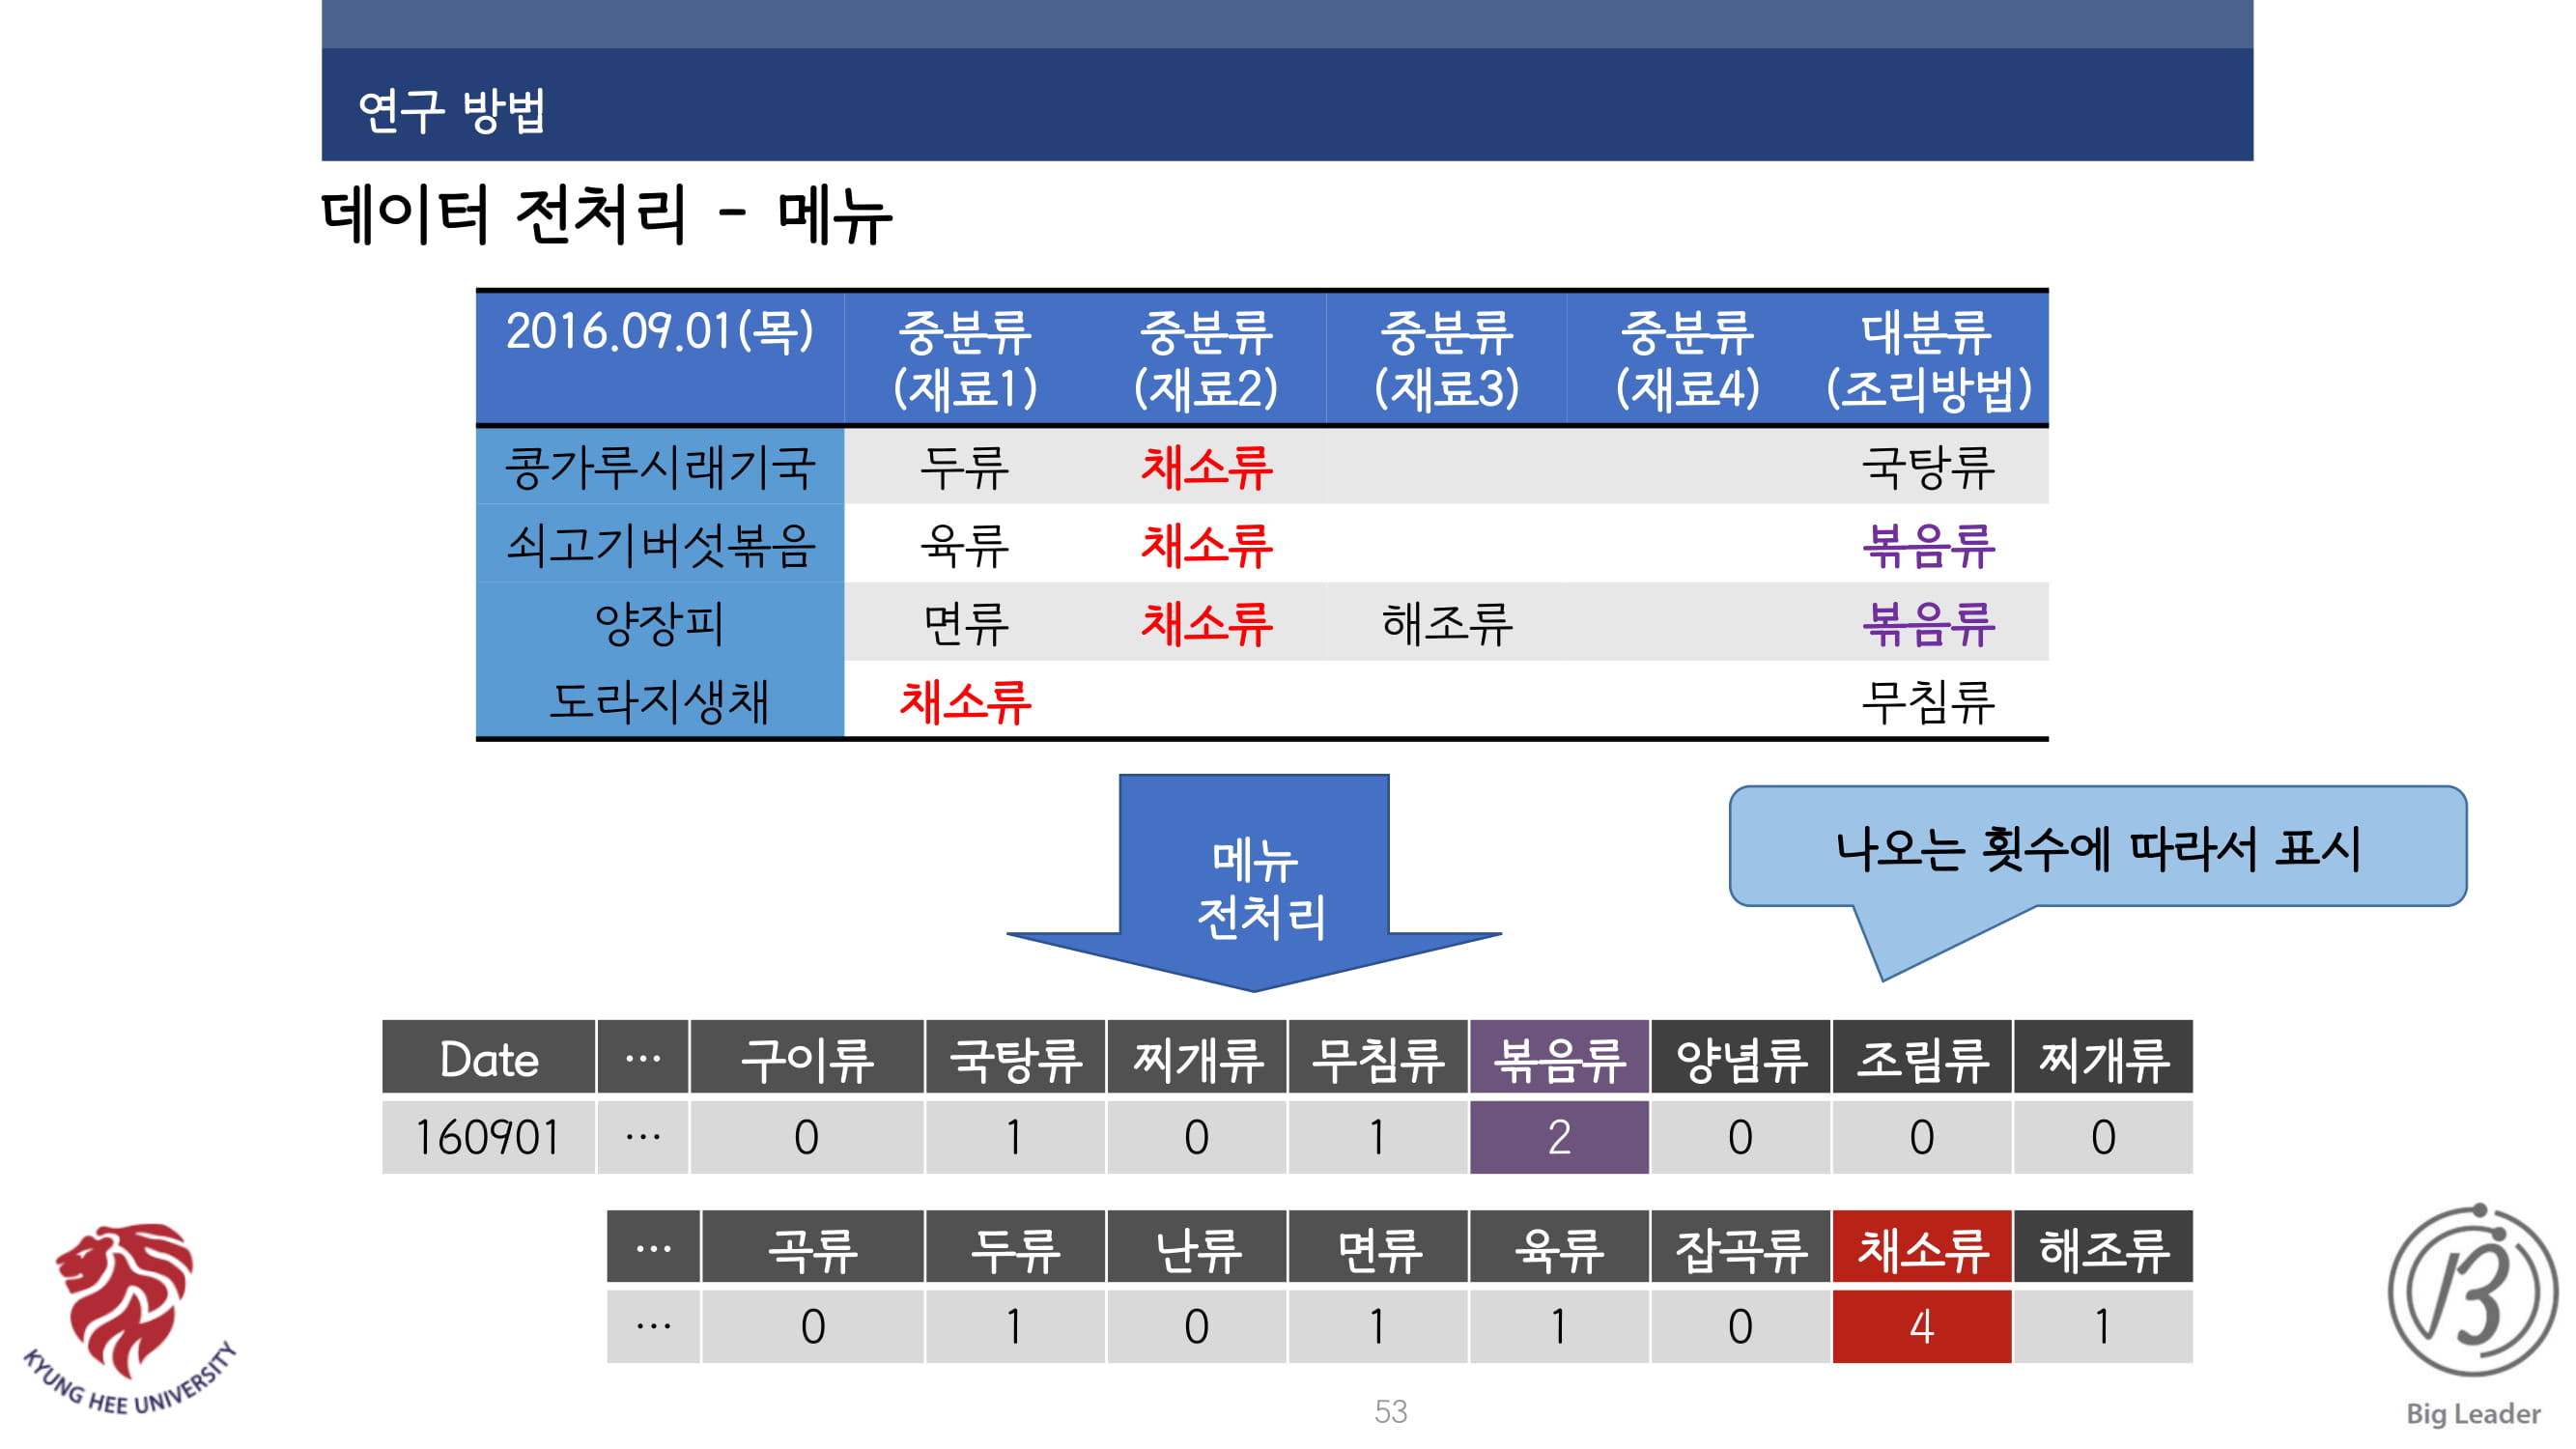 연구 방법
데이터 전처리 - 메뉴
2016.09.01(목) 중분류 (재료1) 중분류 (재료2) 중분류 (재료3) 중분류 (재료4) 대분류 (조리방법)
콩가루시래기국 두류 채소류 국탕류
쇠고기버섯볶음 육류 채소류 볶음류
양장피 면류 채소류 해조류 볶음류
도라지생채 채소류 무침류
메뉴
전처리
나오는 횟수에 따라서 표시
Date … 구이류 국탕류 찌개류 무침류 볶음류 양념류 조림류 찌개류
160901 … 0 1 0 1 2 0 0 0
… 곡류 두류 난류 면류 육류 잡곡류 채소류 해조류
… 0 1 0 1 1 0 4 1
KYUNG HEE UNIVERSITY
53
Big Leader